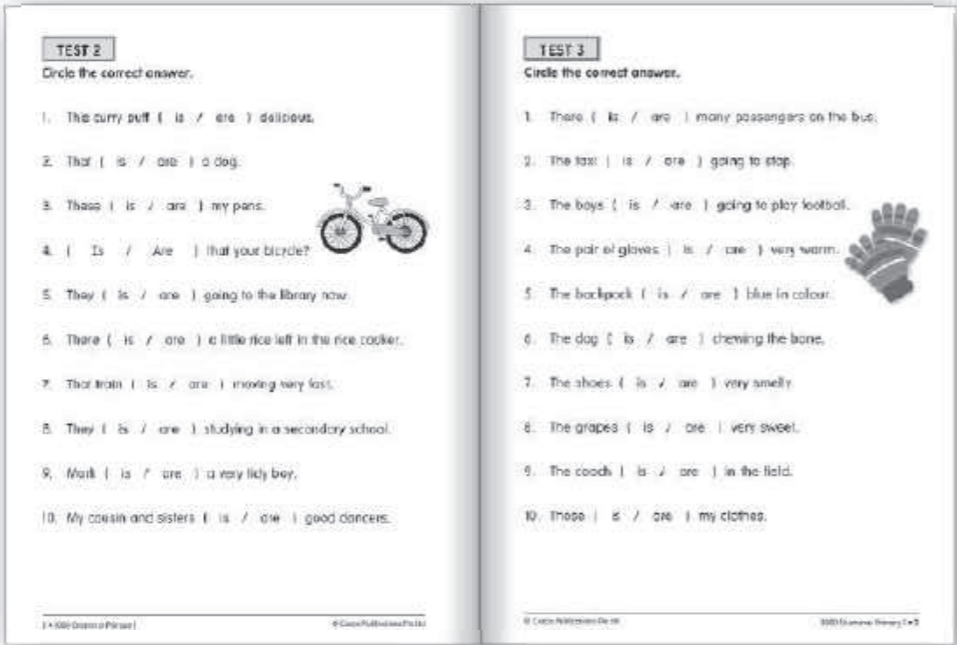 TEST 2
Circle the correct answer.
1. This curry puff ( is / are ) delicious.
2. That ( is / are ) a dog.
3. These ( is / are ) my pens.
4. ( Is / Are ) that your bicycle?
5. They ( is / are ) going to the library now.
6. There ( is / are ) a little rice left in the rice cooker.
7. That train ( is / are ) moving very fast.
8. They ( is / are ) studying in a secondary school.
9. Mark ( is / are ) a very tidy boy.
10. My cousin and sisters ( is / are ) good dancers.
TEST 3
Circle the correct answer.
1. There ( is / are ) many passengers on the bus.
2. The taxi ( is / are ) going to stop.
3. The boys ( is / are ) going to play football.
4. The pair of gloves ( is / are ) very warm.
5. The backpack ( is / are ) blue in colour.
6. The dog ( is / are ) chewing the bone.
7. The shoes ( is / are ) very smelly.
8. The grapes ( is / are ) very sweet.
9. The coach ( is / are ) in the field.
10. Those ( is / are ) my clothes.